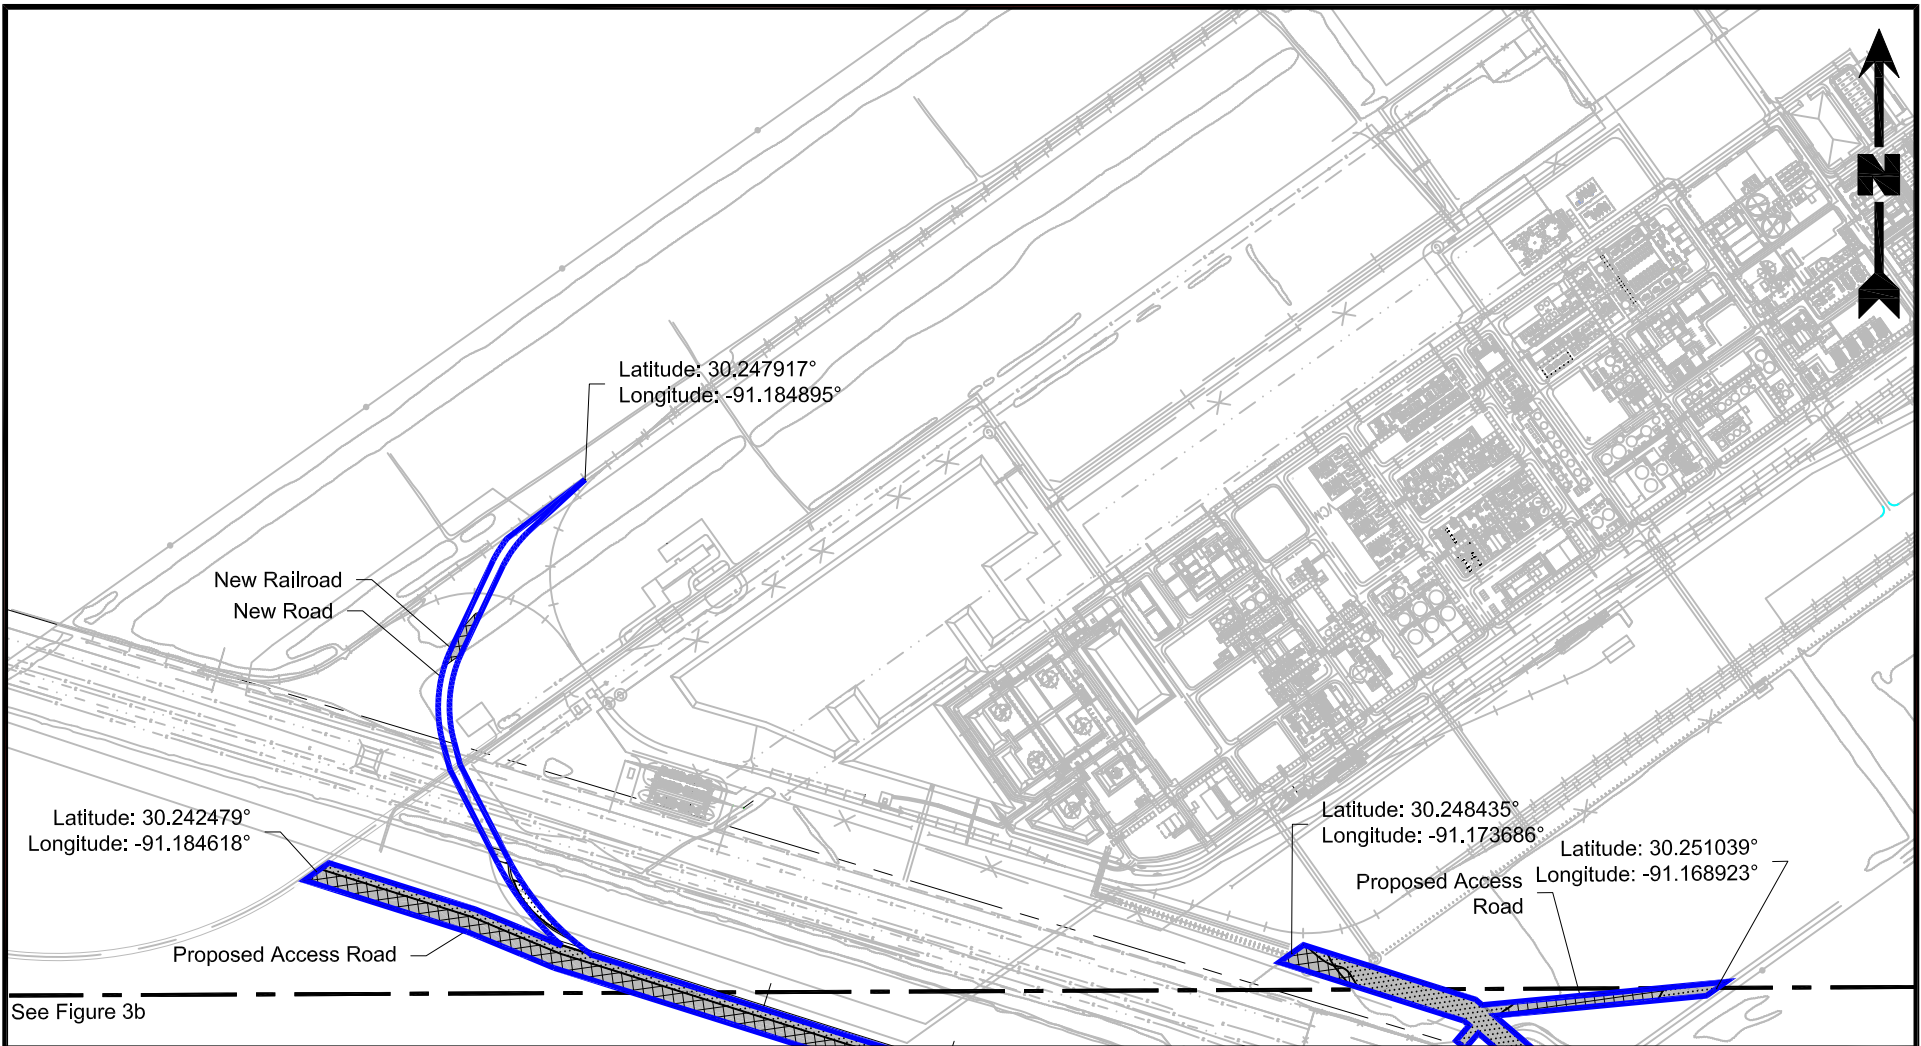 N
Latitude: 30.247917°
Longitude: -91.184895°
New Railroad
New Road
Latitude: 30.242479°
Longitude: -91.184618°
Proposed Access Road
Latitude: 30.248435°
Longitude: -91.173686°
Latitude: 30.251039°
Longitude: -91.168923°
Proposed Access
Road
See Figure 3b